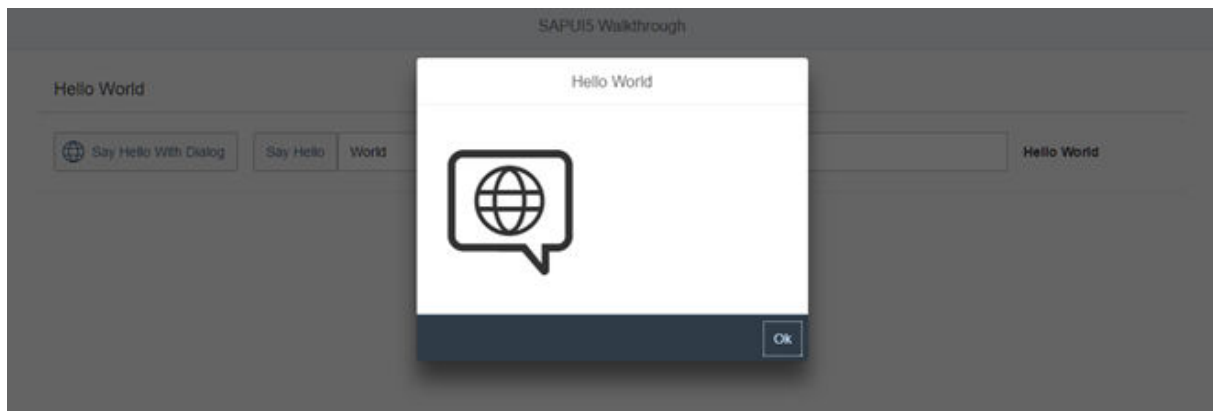 SAPUI5 Walkthrough
Hello World
Hello World
Say Hello With Dialog
Say Hello
World
Hello World
Ok